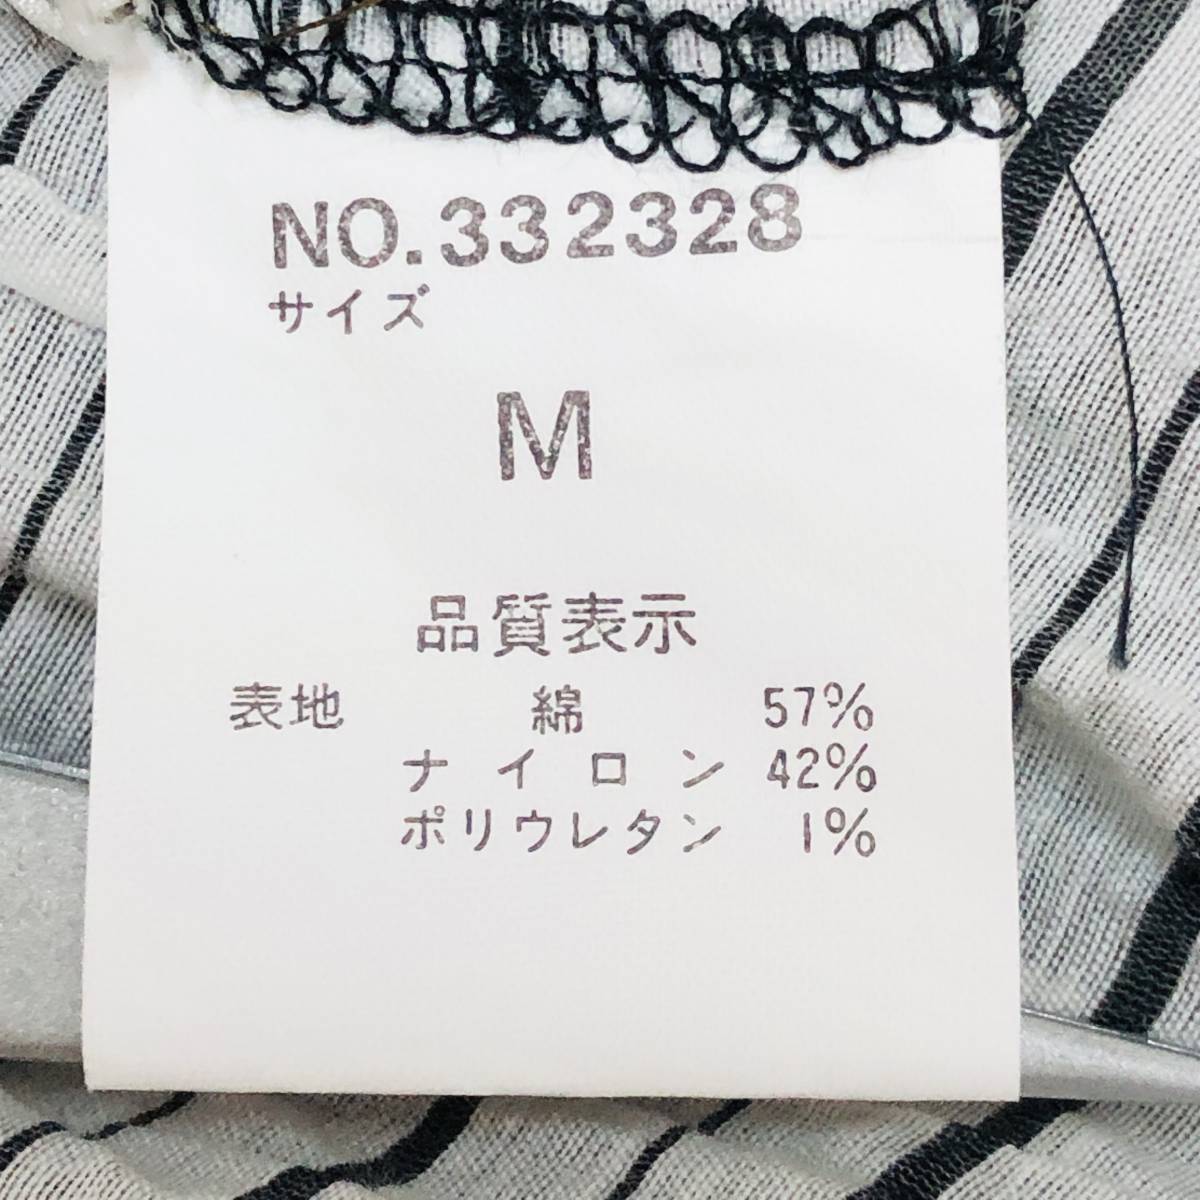 NO.332328
サイズ
M
品質表示
表地 綿 57%
ナイロン 42%
ポリウレタン 1%